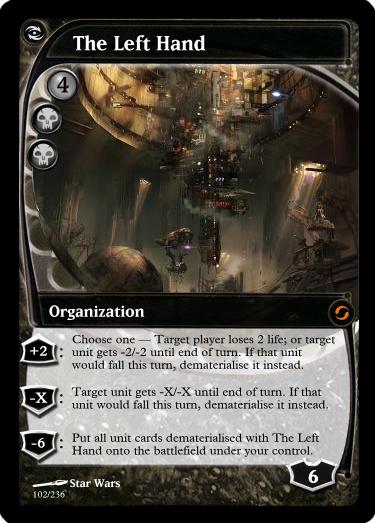 The Left Hand
4
Organization
+2: Choose one — Target player loses 2 life; or target
unit gets -2/-2 until end of turn. If that unit
would fall this turn, dematerialise it instead.
-X: Target unit gets -X/-X until end of turn. If that
unit would fall this turn, dematerialise it instead.
-6: Put all unit cards dematerialised with The Left
Hand onto the battlefield under your control.
6
Star Wars
102/236